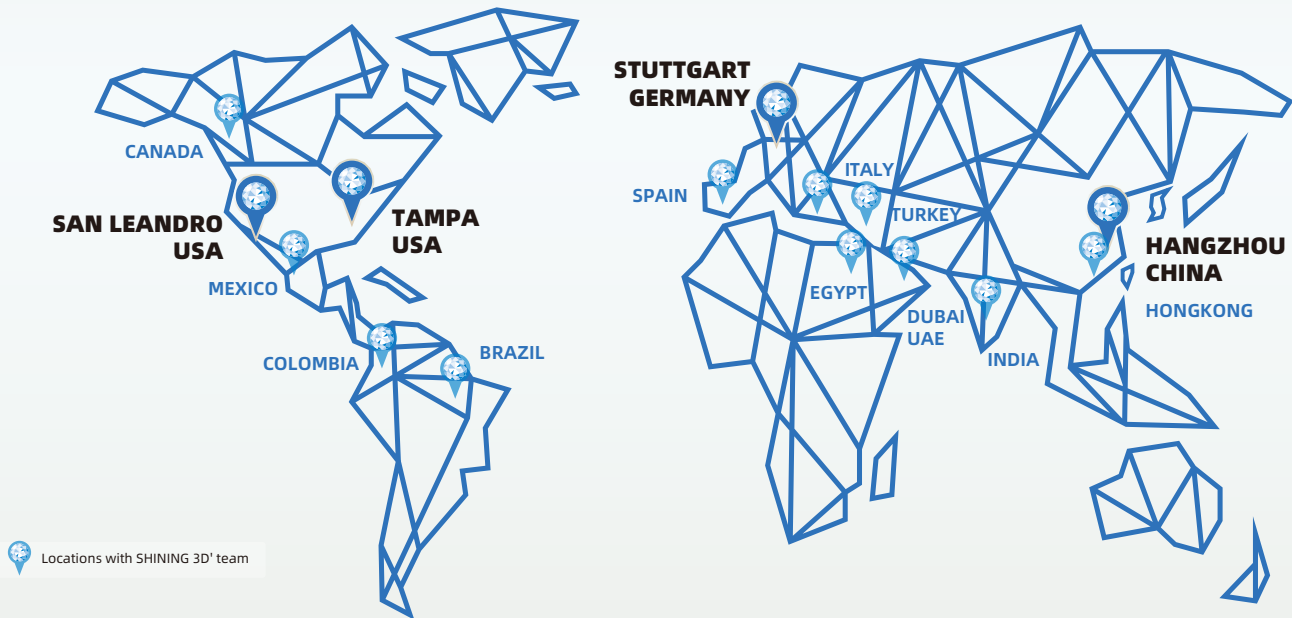 STUTTGART
GERMANY
CANADA
ITALY
SPAIN
SAN LEANDRO
USA
TAMPA
USA
TURKEY
HANGZHOU
CHINA
MEXICO
EGYPT
HONGKONG
DUBAI
UAE
COLOMBIA
BRAZIL
INDIA
Locations with SHINING 3D' team